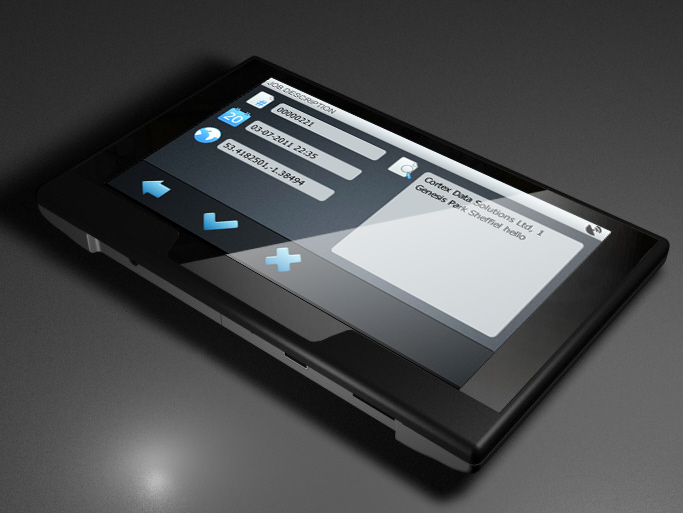 JOB DESCRIPTION
#
00000221
20
03-07-2011 22:35
53.4182501,-1.38494
Cortex Data Solutions Ltd, 1
Genesis Park Sheffiel hello